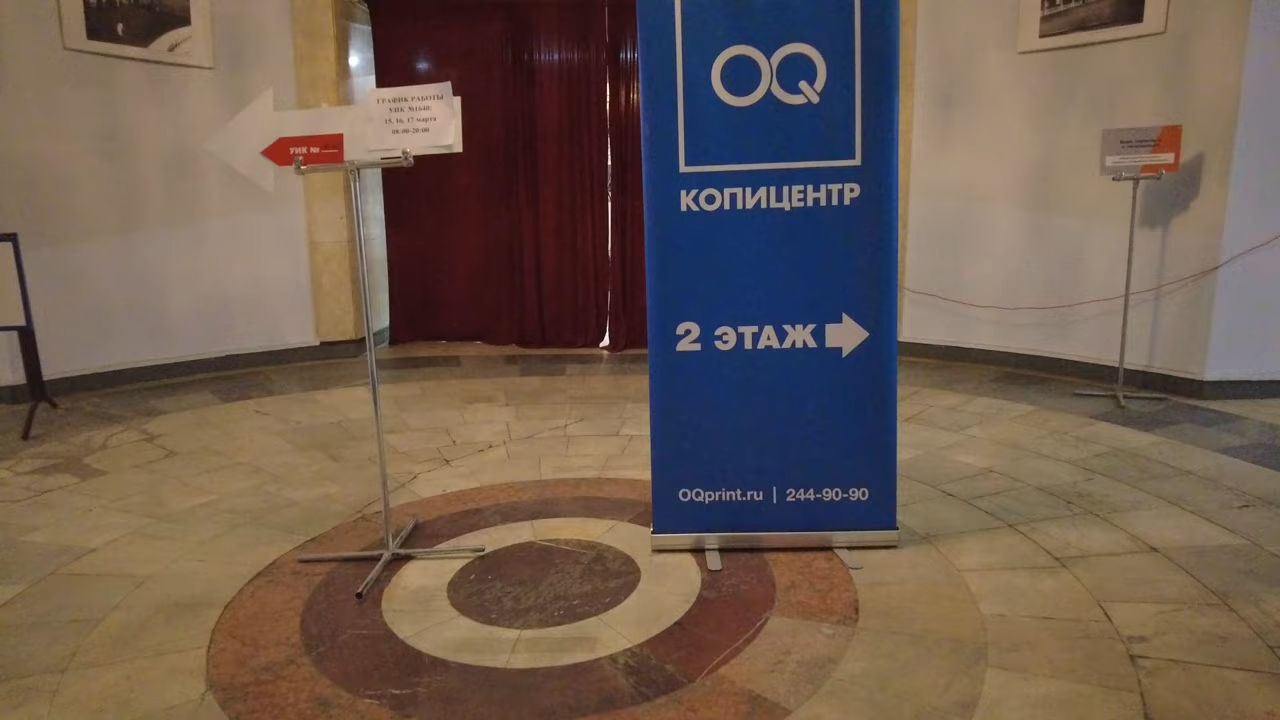 ГРАФИК РАБОТЫ
УИК №1640:
15, 16, 17 марта
08:00-20:00
УИК №
OQ
КОПИЦЕНТР
2 ЭТАЖ
OQprint.ru | 244-90-90